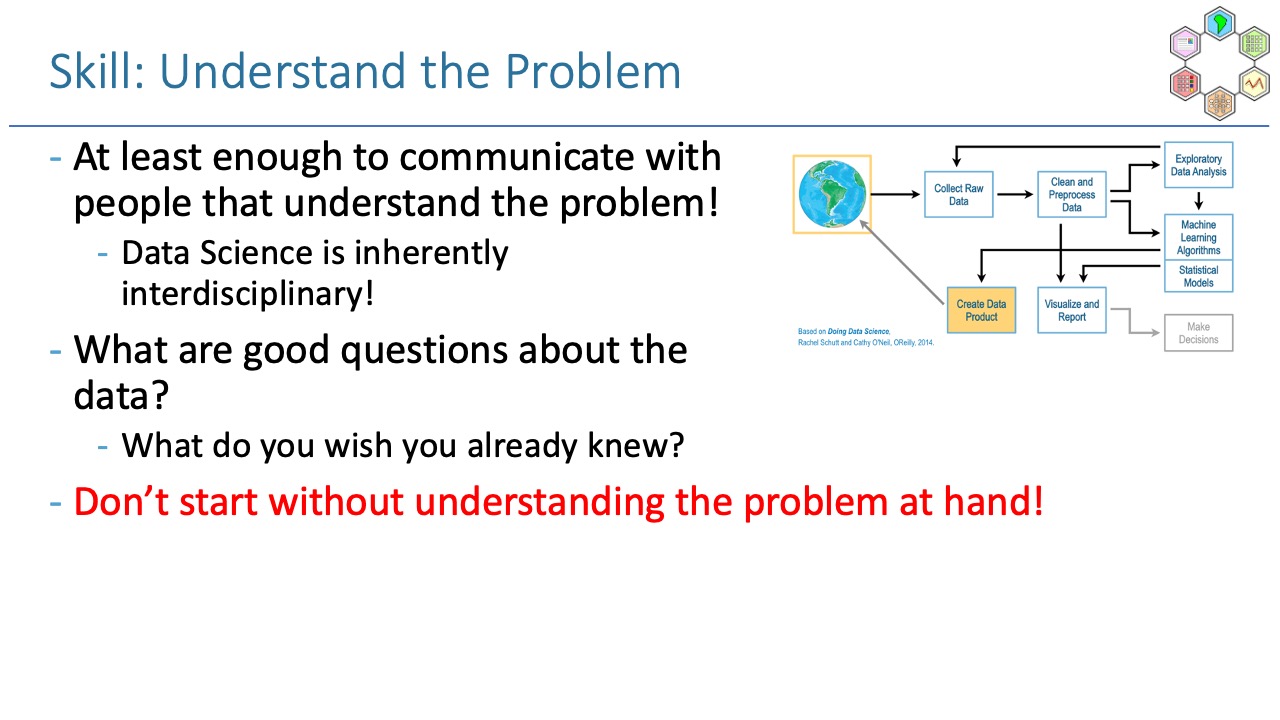 Skill: Understand the Problem
- At least enough to communicate with
people that understand the problem!
- Data Science is inherently
interdisciplinary!
- What are good questions about the
data?
- What do you wish you already knew?
- Don’t start without understanding the problem at hand!
Collect Raw
Data
Clean and
Preprocess
Data
Exploratory
Data Analysis
Machine
Learning
Algorithms
Statistical
Models
Create Data
Product
Visualize and
Report
Make
Decisions
Based on Doing Data Science,
Rachel Schutt and Cathy O'Neil, OReilly, 2014.